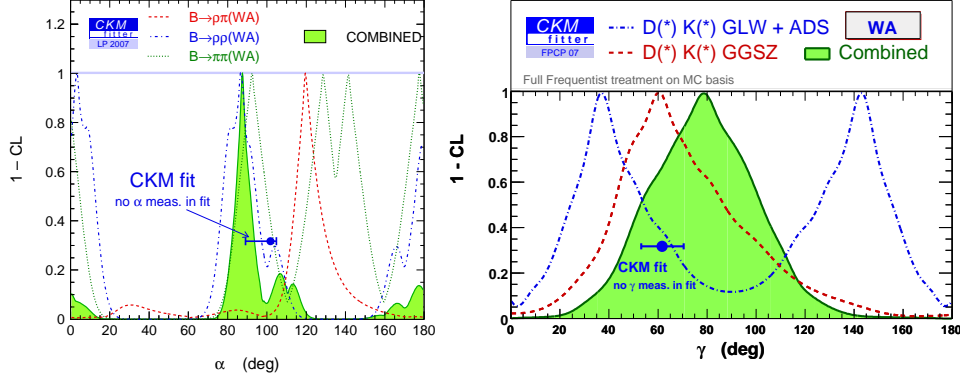 CKM
fitter
LP 2007
B→ρπ(WA)
B→ρρ(WA)
B→ππ(WA)
COMBINED
1 – CL
1
0.8
0.6
0.4
0.2
0
CKM fit
no α meas. in fit
0 20 40 60 80 100 120 140 160 180
α (deg)
CKM
fitter
FPCP 07
D(*) K(*) GLW + ADS
WA
D(*) K(*) GGSZ
Combined
Full Frequentist treatment on MC basis
1 - CL
1
0.8
0.6
0.4
0.2
0
CKM fit
no γ meas. in fit
0 20 40 60 80 100 120 140 160 180
γ (deg)